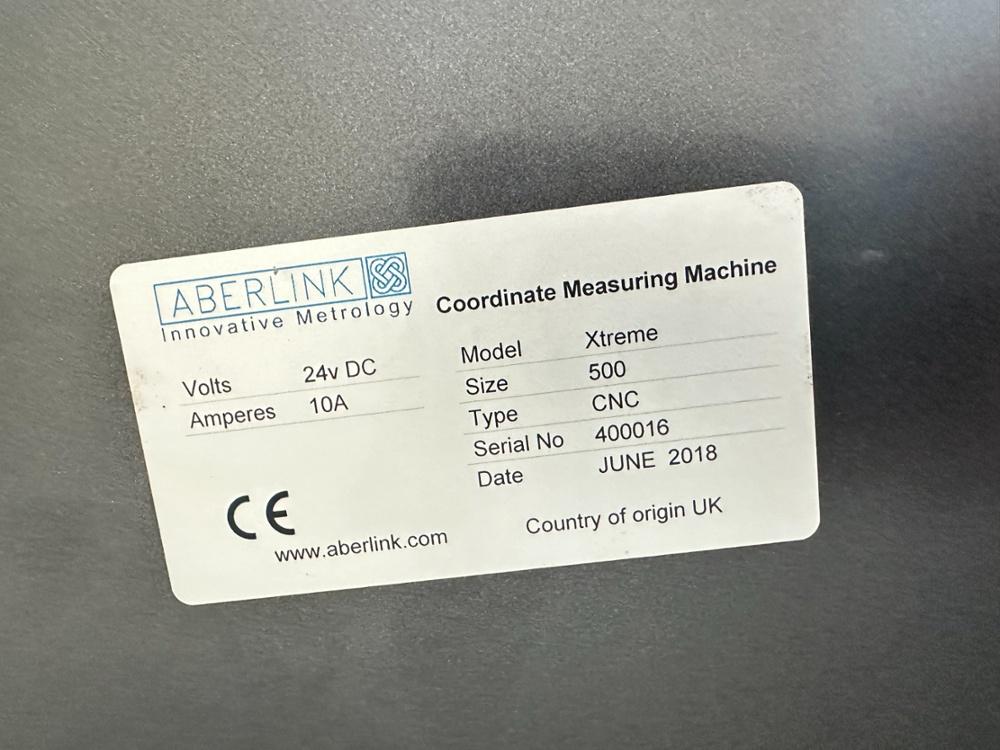 ABERLINK
Innovative Metrology
Coordinate Measuring Machine
Volts 24v DC
Amperes 10A
Model Xtreme
Size 500
Type CNC
Serial No 400016
Date JUNE 2018
CE
www.aberlink.com
Country of origin UK